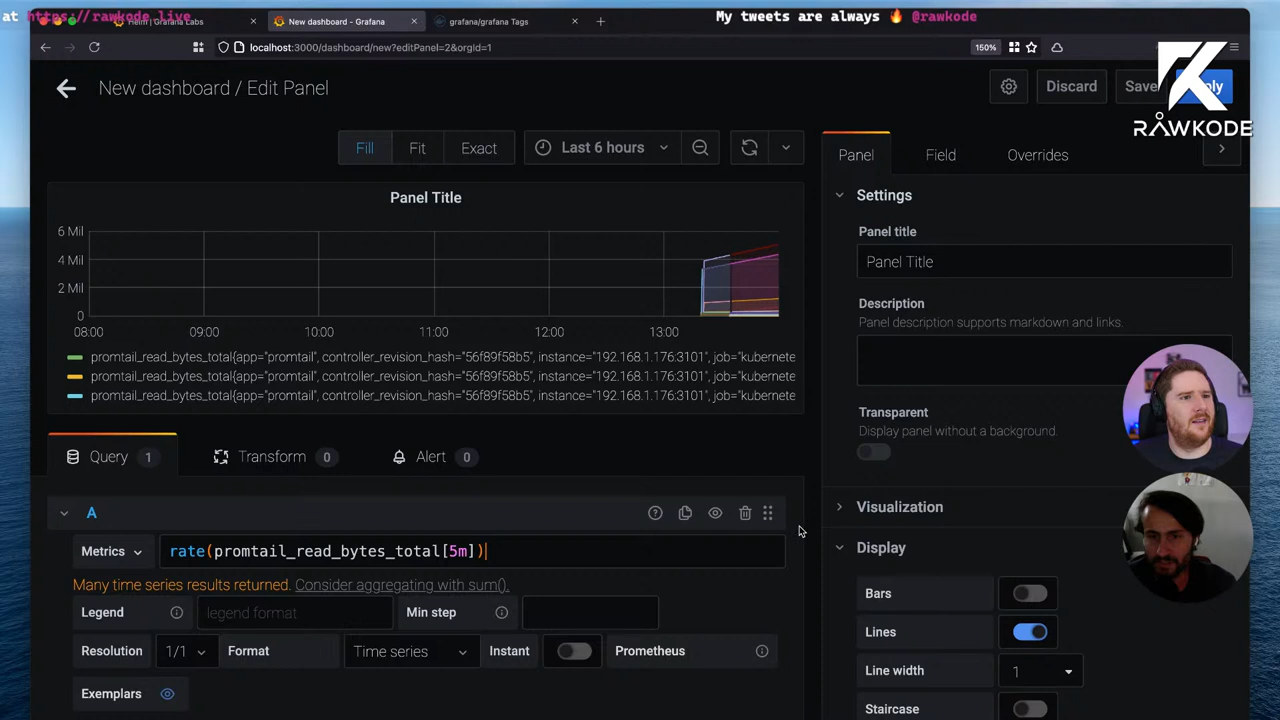 at https://rawkode.live
My tweets are always 🔥 @rawkode
Helm | Grafana Labs
New dashboard - Grafana
grafana/grafana Tags
localhost:3000/dashboard/new?editPanel=2&orgId=1
150%
New dashboard / Edit Panel
Discard
Save
RAWKODE
Fill
Fit
Exact
Last 6 hours
Panel
Field
Overrides
Panel Title
6 Mil
4 Mil
2 Mil
0
08:00
09:00
10:00
11:00
12:00
13:00
promtail_read_bytes_total{app="promtail", controller_revision_hash="56f89f58b5", instance="192.168.1.176:3101", job="kubernete
promtail_read_bytes_total{app="promtail", controller_revision_hash="56f89f58b5", instance="192.168.1.176:3101", job="kubernete
promtail_read_bytes_total{app="promtail", controller_revision_hash="56f89f58b5", instance="192.168.1.176:3101", job="kubernete
Settings
Panel title
Panel Title
Description
Panel description supports markdown and links.
Transparent
Display panel without a background.
Query 1
Transform 0
Alert 0
A
Metrics
rate(promtail_read_bytes_total[5m])
Many time series results returned. Consider aggregating with sum().
Legend
legend format
Min step
Resolution
1/1
Format
Time series
Instant
Prometheus
Exemplars
Visualization
Display
Bars
Lines
Line width
1
Staircase